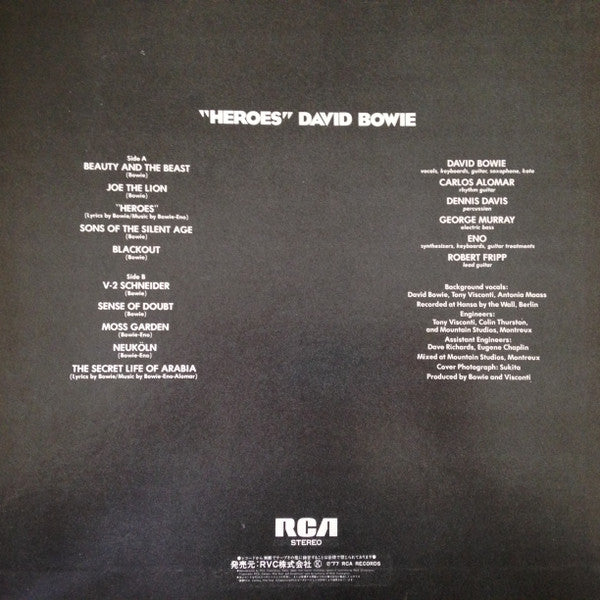 "HEROES" DAVID BOWIE
Side A
BEAUTY AND THE BEAST
(Bowie)
JOE THE LION
(Bowie)
"HEROES"
(Lyrics by Bowie/Music by Bowie-Eno)
SONS OF THE SILENT AGE
(Bowie)
BLACKOUT
(Bowie)
Side B
V-2 SCHNEIDER
(Bowie)
SENSE OF DOUBT
(Bowie)
MOSS GARDEN
(Bowie-Eno)
NEUKÖLN
(Bowie-Eno)
THE SECRET LIFE OF ARABIA
(Lyrics by Bowie/Music by Bowie-Eno-Alomar)
DAVID BOWIE
vocals, keyboards, guitar, saxophone, koto
CARLOS ALOMAR
rhythm guitar
DENNIS DAVIS
percussion
GEORGE MURRAY
electric bass
ENO
synthesizers, keyboards, guitar treatments
ROBERT FRIPP
lead guitar
Background vocals:
David Bowie, Tony Visconti, Antonia Maass
Recorded at Hansa by the Wall, Berlin
Engineers:
Tony Visconti, Colin Thurston,
and Mountain Studios, Montreux
Assistant Engineers:
Dave Richards, Eugene Chaplin
Mixed at Mountain Studios, Montreux
Cover Photograph: Sukita
Produced by Bowie and Visconti
RCA
STEREO
発売元:RVC株式会社 Ⓚ ℗'77 RCA RECORDS